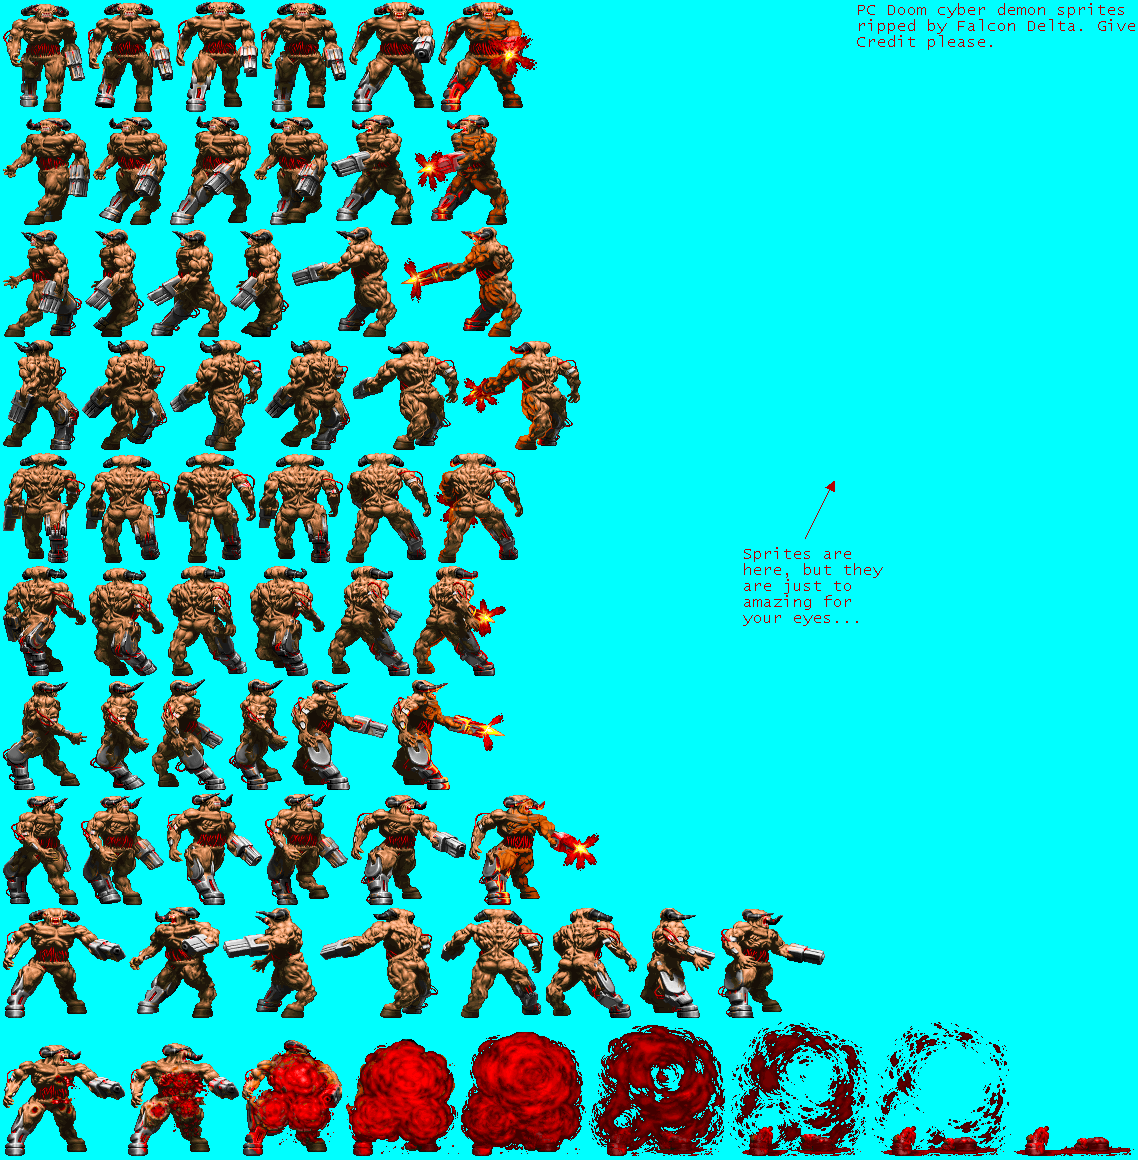 PC Doom cyber demon sprites
ripped by Falcon Delta. Give
Credit please.
Sprites are
here, but they
are just to
amazing for
your eyes...